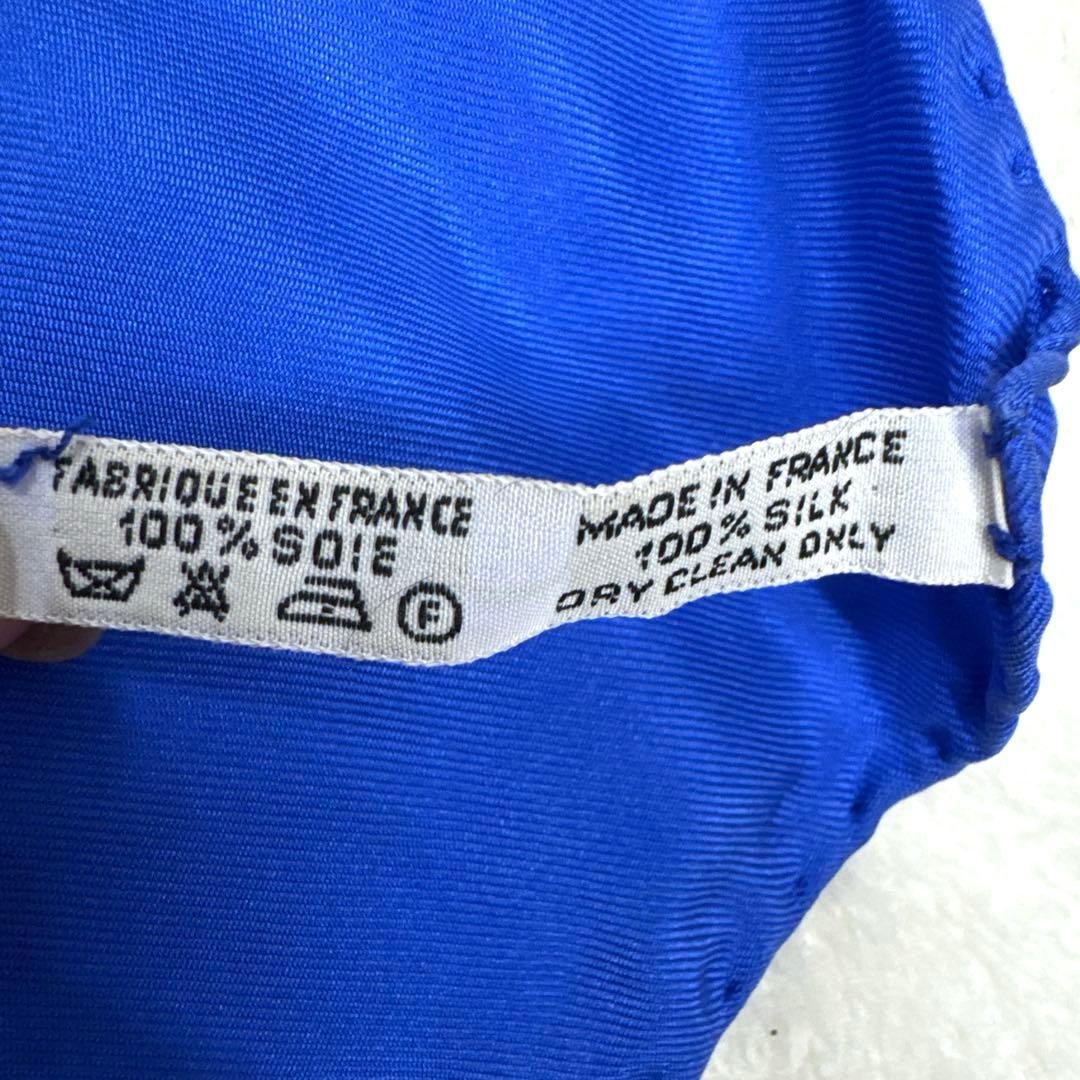 FABRIQUE EN FRANCE
100% SOIE
F
MADE IN FRANCE
100% SILK
DRY CLEAN ONLY